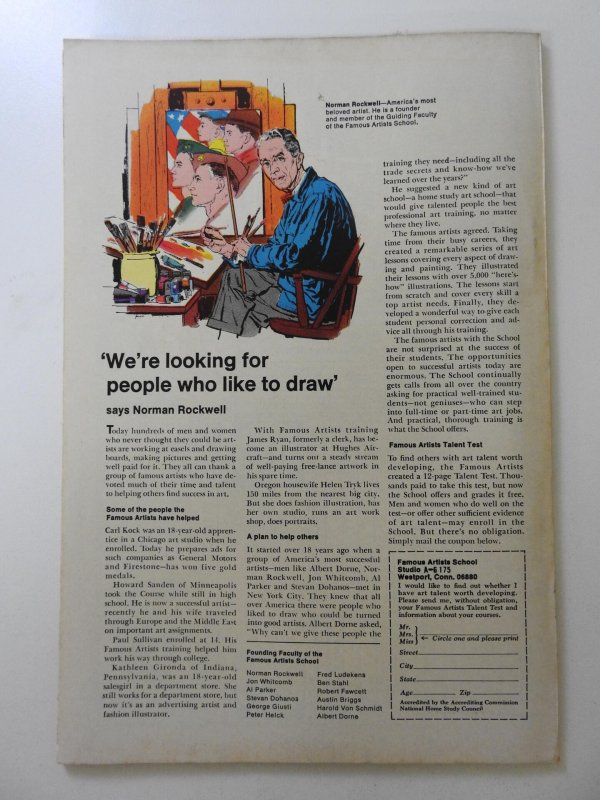 Norman Rockwell—America's most
beloved artist. He is a founder
and member of the Guiding Faculty
of the Famous Artists School.
'We're looking for
people who like to draw'
says Norman Rockwell
Today hundreds of men and women
who never thought they could be art-
ists are working at easels and drawing
boards, making pictures and getting
well paid for it. They all can thank a
group of famous artists who have de-
voted much of their time and talent
to helping others find success in art.
Some of the people the
Famous Artists have helped
Carl Kock was an 18-year-old appren-
tice in a Chicago art studio when he
enrolled. Today he prepares ads for
such companies as General Motors
and Firestone—has won five gold
medals.
Howard Sanden of Minneapolis
took the Course while still in high
school. He is now a successful artist—
recently he and his wife traveled
through Europe and the Middle East
on important art assignments.
Paul Sullivan enrolled at 14. His
Famous Artists training helped him
work his way through college.
Kathleen Gironda of Indiana,
Pennsylvania, was an 18-year-old
salesgirl in a department store. She
still works for a department store, but
now it's as an advertising artist and
fashion illustrator.
With Famous Artists training
James Ryan, formerly a clerk, has be-
come an illustrator at Hughes Air-
craft—and turns out a steady stream
of well-paying free-lance artwork in
his spare time.
Oregon housewife Helen Tryk lives
150 miles from the nearest big city.
But she does fashion illustration, has
her own studio, runs an art work
shop, does portraits.
A plan to help others
It started over 18 years ago when a
group of America's most successful
artists—men like Albert Dorne, Nor-
man Rockwell, Jon Whitcomb, Al
Parker and Stevan Dohanos—met in
New York City. They knew that all
over America there were people who
liked to draw who could be turned
into good artists. Albert Dorne asked,
"Why can't we give these people the
Founding Faculty of the
Famous Artists School
Norman Rockwell
Jon Whitcomb
Al Parker
Stevan Dohanos
George Giusti
Peter Helck
Fred Ludekens
Ben Stahl
Robert Fawcett
Austin Briggs
Harold Von Schmidt
Albert Dorne
training they need—including all the
trade secrets and know-how we've
learned over the years?"
He suggested a new kind of art
school—a home study art school—that
would give talented people the best
professional art training, no matter
where they live.
The famous artists agreed. Taking
time from their busy careers, they
created a remarkable series of art
lessons covering every aspect of draw-
ing and painting. They illustrated
their lessons with over 5,000 "here's-
how" illustrations. The lessons start
from scratch and cover every skill a
top artist needs. Finally, they de-
veloped a wonderful way to give each
student personal correction and ad-
vice all through his training.
The famous artists with the School
are not surprised at the success of
their students. The opportunities
open to successful artists today are
enormous. The School continually
gets calls from all over the country
asking for practical well-trained stu-
dents—not geniuses—who can step
into full-time or part-time art jobs.
And practical, thorough training is
what the School offers.
Famous Artists Talent Test
To find others with art talent worth
developing, the Famous Artists
created a 12-page Talent Test. Thou-
sands paid to take this test, but now
the School offers and grades it free.
Men and women who do well on the
test—or offer other sufficient evidence
of art talent—may enroll in the
School. But there's no obligation.
Simply mail the coupon below.
Famous Artists School
Studio A-6175
Westport, Conn. 06880
I would like to find out whether I
have art talent worth developing.
Please send me, without obligation,
your Famous Artists Talent Test and
information about your courses.
Mr.
Mrs.
Miss
← Circle one and please print
Street
City
State
Age Zip
Accredited by the Accrediting Commission
National Home Study Council